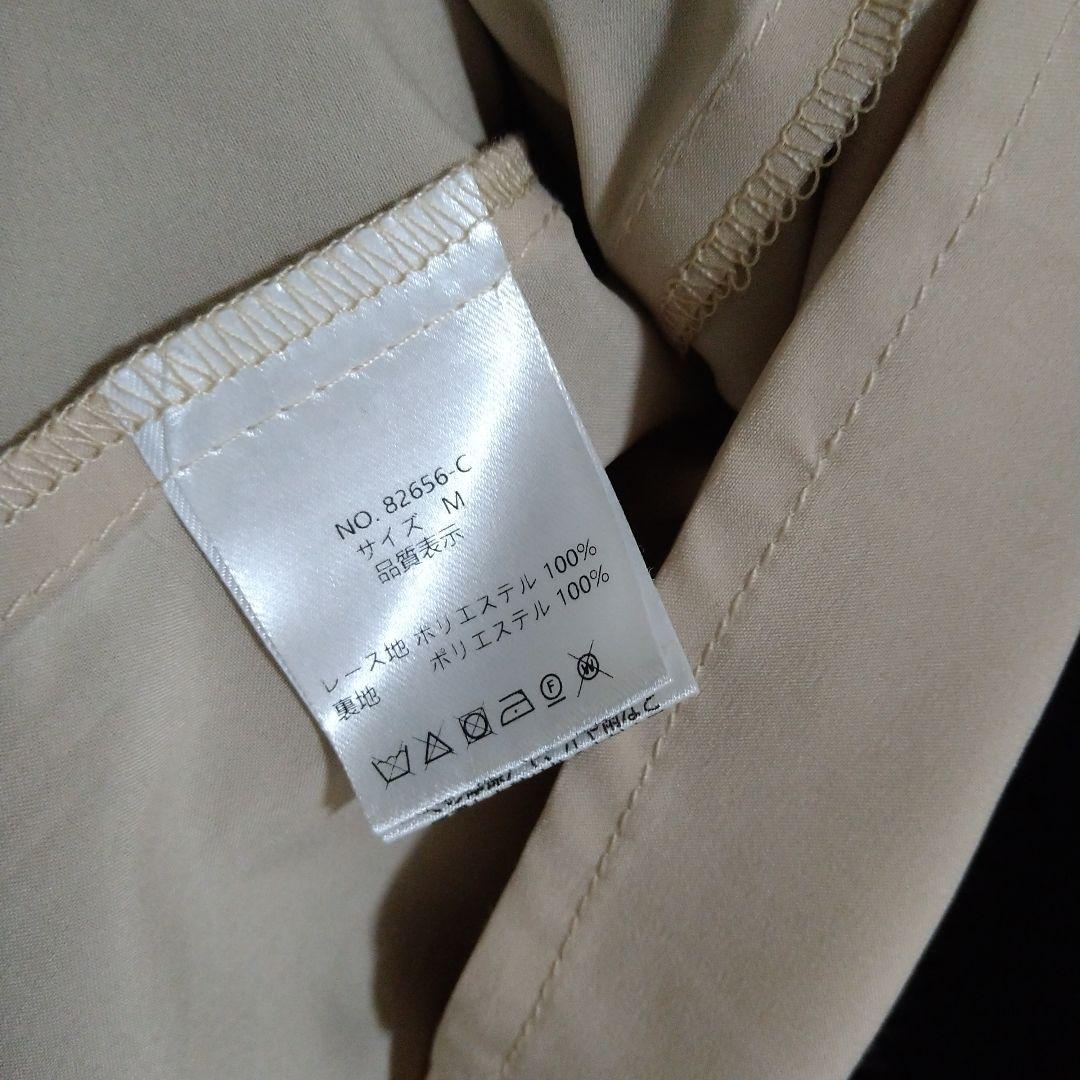 NO. 82656-C
サイズ M
品質表示
レース地 ポリエステル 100%
裏地 ポリエステル 100%
F
W